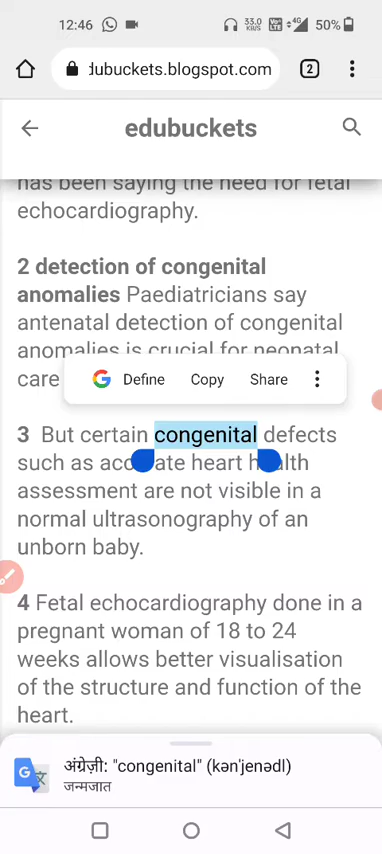 12:46 33.0 KB/S Vo LTE 4G 50%
dubuckets.blogspot.com 2
edubuckets
has been saying the need for fetal
echocardiography.
2 detection of congenital
anomalies Paediatricians say
antenatal detection of congenital
anomalies is crucial for neonatal
care
Define Copy Share
3 But certain congenital defects
such as heart
assessment are not visible in a
normal ultrasonography of an
unborn baby.
4 Fetal echocardiography done in a
pregnant woman of 18 to 24
weeks allows better visualisation
of the structure and function of the
heart.
अंग्रेज़ी: "congenital" (kən'jenədl)
जन्मजात